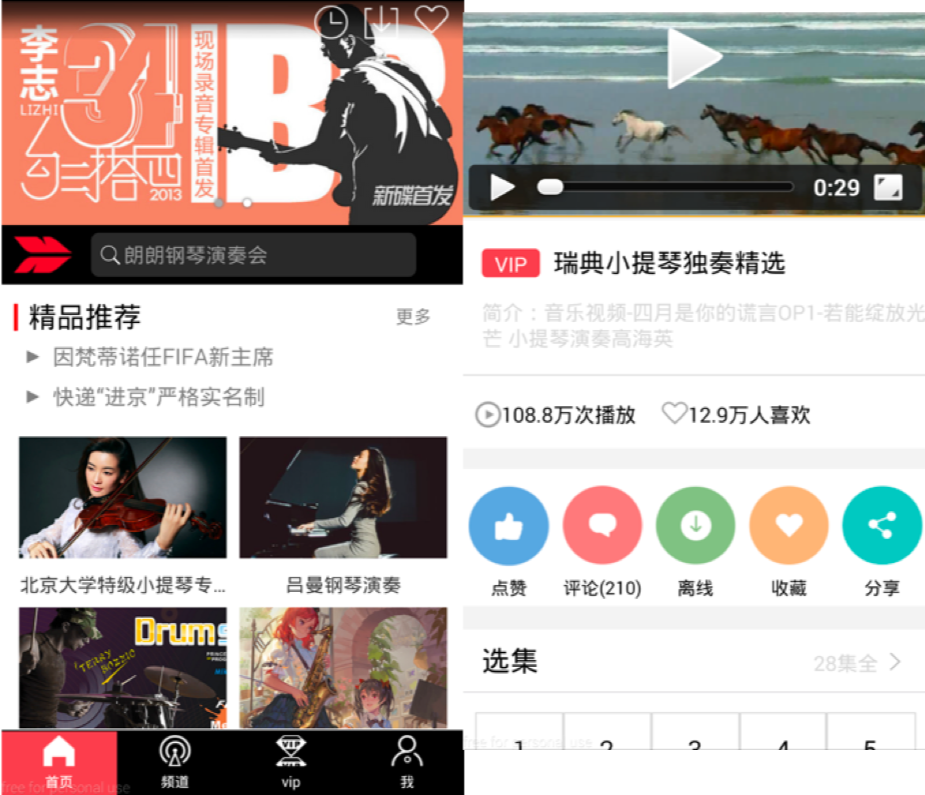 李志
LIZHI
34
勾三搭四
2013
现场录音专辑首发
IB
新碟首发
朗朗钢琴演奏会
精品推荐
更多
因梵蒂诺任FIFA新主席
快递“进京”严格实名制
北京大学特级小提琴专...
吕曼钢琴演奏
Drums
TERRY BOZZIO
首页
频道
VIP
vip
我
free for personal use
0:29
VIP 瑞典小提琴独奏精选
简介：音乐视频-四月是你的谎言OP1-若能绽放光
芒 小提琴演奏高海英
108.8万次播放 12.9万人喜欢
点赞 评论(210) 离线 收藏 分享
选集 28集全
1 2 3 4 5
free for personal use